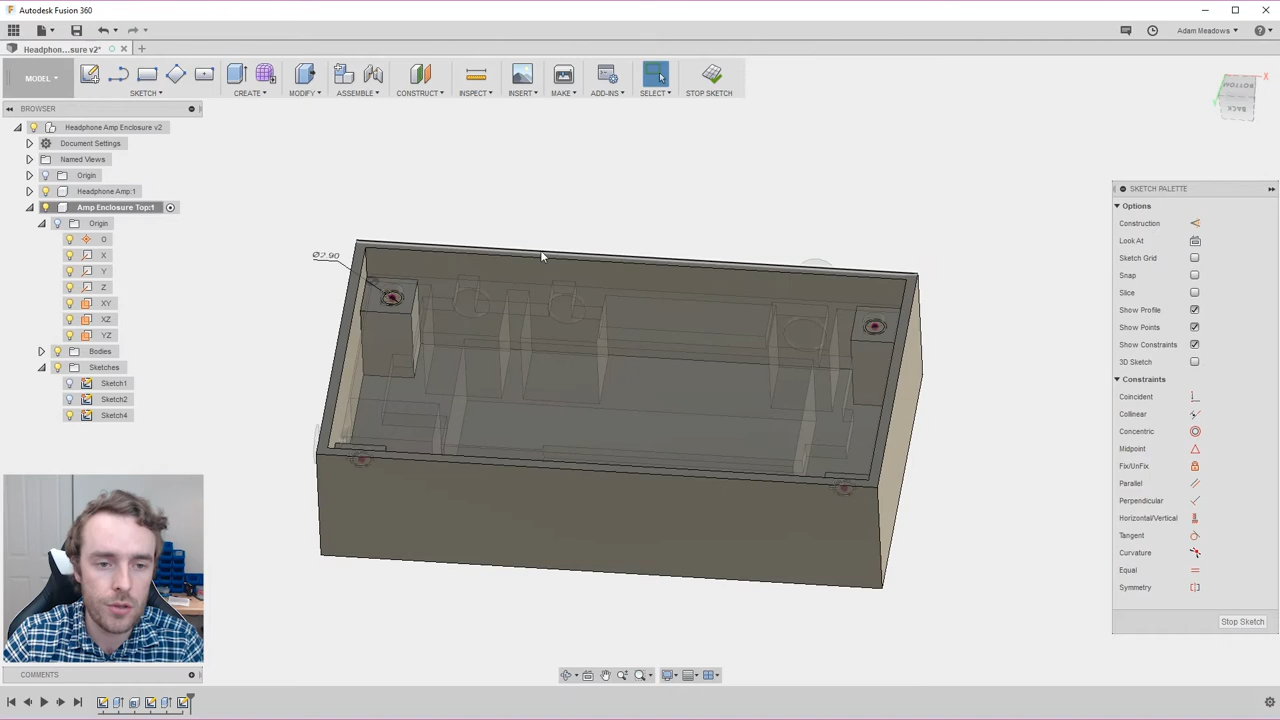 Autodesk Fusion 360
Adam Meadows
Headphon...sure v2*
MODEL
SKETCH
CREATE
MODIFY
ASSEMBLE
CONSTRUCT
INSPECT
INSERT
MAKE
ADD-INS
SELECT
STOP SKETCH
BROWSER
Headphone Amp Enclosure v2
Document Settings
Named Views
Origin
Headphone Amp:1
Amp Enclosure Top:1
Origin
O
X
Y
Z
XY
XZ
YZ
Bodies
Sketches
Sketch1
Sketch2
Sketch4
Ø2.90
X
BOTTOM
Y
BACK
SKETCH PALETTE
Options
Construction
Look At
Sketch Grid
Snap
Slice
Show Profile
Show Points
Show Constraints
3D Sketch
Constraints
Coincident
Collinear
Concentric
Midpoint
Fix/UnFix
Parallel
Perpendicular
Horizontal/Vertical
Tangent
Curvature
Equal
Symmetry
Stop Sketch
COMMENTS